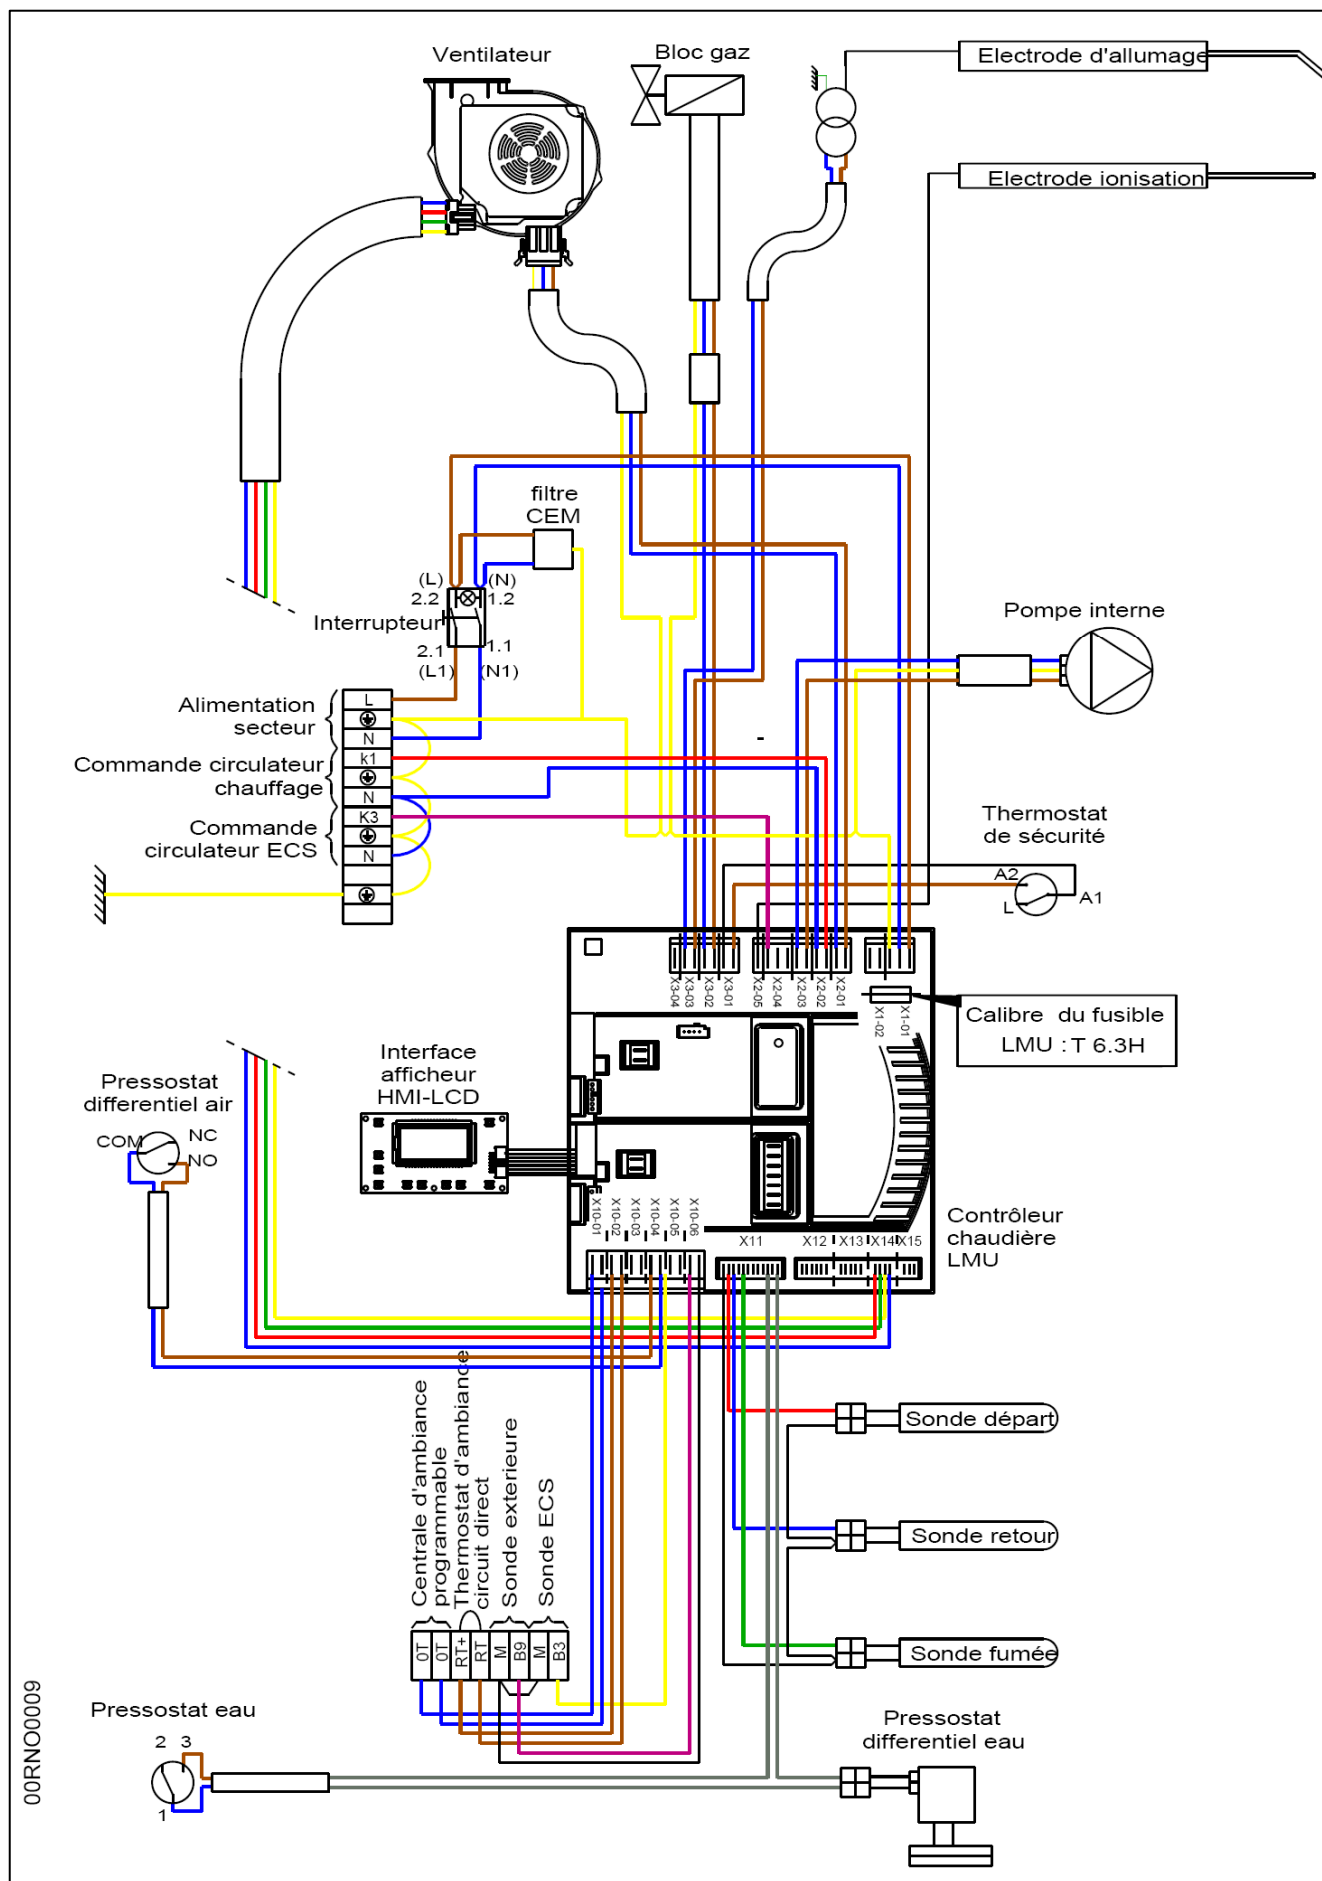 Ventilateur
Bloc gaz
Electrode d'allumage
Electrode ionisation
filtre
CEM
(L)
(N)
2.2
1.2
Interrupteur
2.1
1.1
(L1)
(N1)
Pompe interne
Alimentation
secteur
L
N
Commande circulateur
chauffage
k1
N
Commande
circulateur ECS
K3
N
Thermostat
de sécurité
A2
L
A1
X3-04
X3-03
X3-02
X3-01
X2-05
X2-04
X2-03
X2-02
X2-01
X1-02
X1-01
Calibre du fusible
LMU : T 6.3H
Interface
afficheur
HMI-LCD
Pressostat
differentiel air
COM
NC
NO
X10-01
X10-02
X10-03
X10-04
X10-05
X10-06
X11
X12
X13
X14
X15
Contrôleur
chaudière
LMU
Centrale d'ambiance
programmable
Thermostat d'ambiance
circuit direct
Sonde exterieure
Sonde ECS
0T
0T
RT+
RT
M
B9
M
B3
Sonde départ
Sonde retour
Sonde fumée
Pressostat eau
2
3
1
Pressostat
differentiel eau
00RNO0009